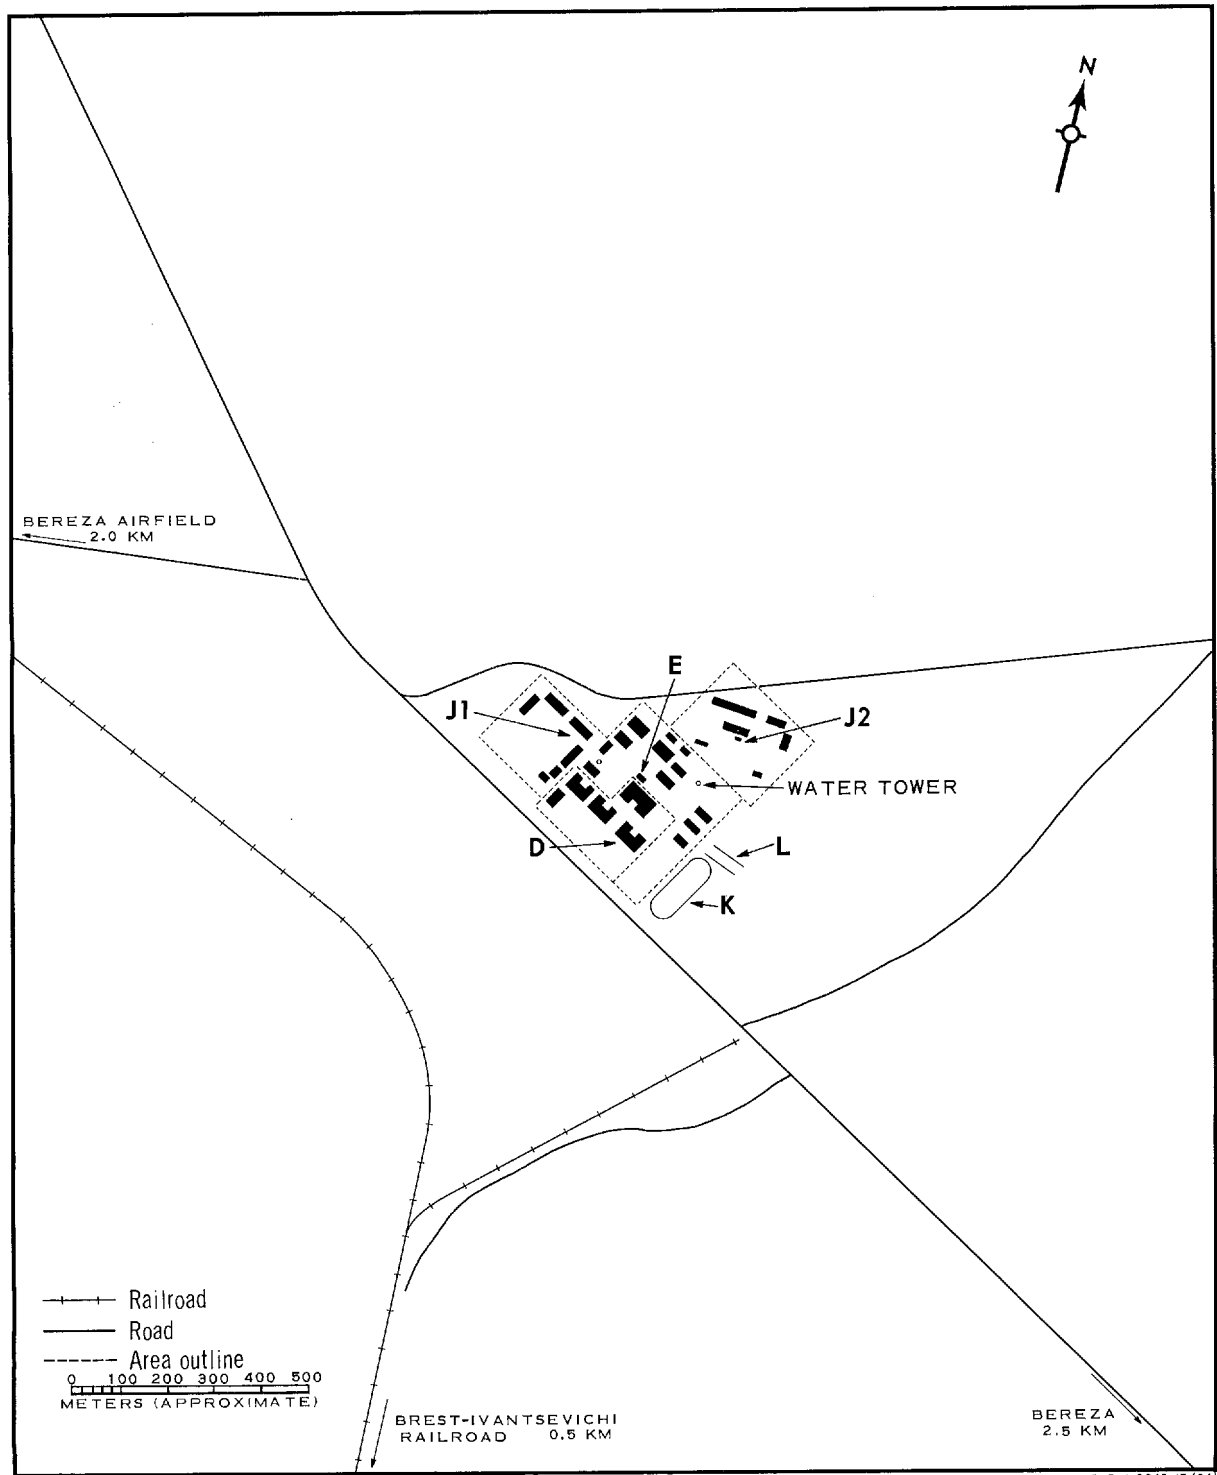 N
BEREZA AIRFIELD
2.0 KM
E
J1
J2
WATER TOWER
D
L
K
Railroad
Road
Area outline
0 100 200 300 400 500
METERS (APPROXIMATE)
BREST-IVANTSEVICHI
RAILROAD 0.5 KM
BEREZA
2.5 KM